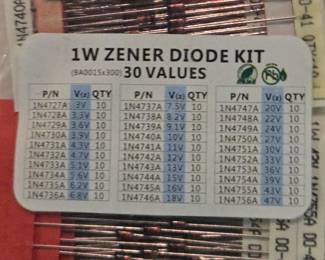 1W ZENER DIODE KIT
(BA0015x300) 30 VALUES
Pb
P/N V(z) QTY P/N V(z) QTY P/N V(z) QTY
1N4727A 3V 10 1N4737A 7.5V 10 1N4747A 20V 10
1N4728A 3.3V 10 1N4738A 8.2V 10 1N4748A 22V 10
1N4729A 3.6V 10 1N4739A 9.1V 10 1N4749A 24V 10
1N4730A 3.9V 10 1N4740A 10V 10 1N4750A 27V 10
1N4731A 4.3V 10 1N4741A 11V 10 1N4751A 30V 10
1N4732A 4.7V 10 1N4742A 12V 10 1N4752A 33V 10
1N4733A 5.1V 10 1N4743A 13V 10 1N4753A 36V 10
1N4734A 5.6V 10 1N4744A 15V 10 1N4754A 39V 10
1N4735A 6.2V 10 1N4745A 16V 10 1N4755A 43V 10
1N4736A 6.8V 10 1N4746A 18V 10 1N4756A 47V 10